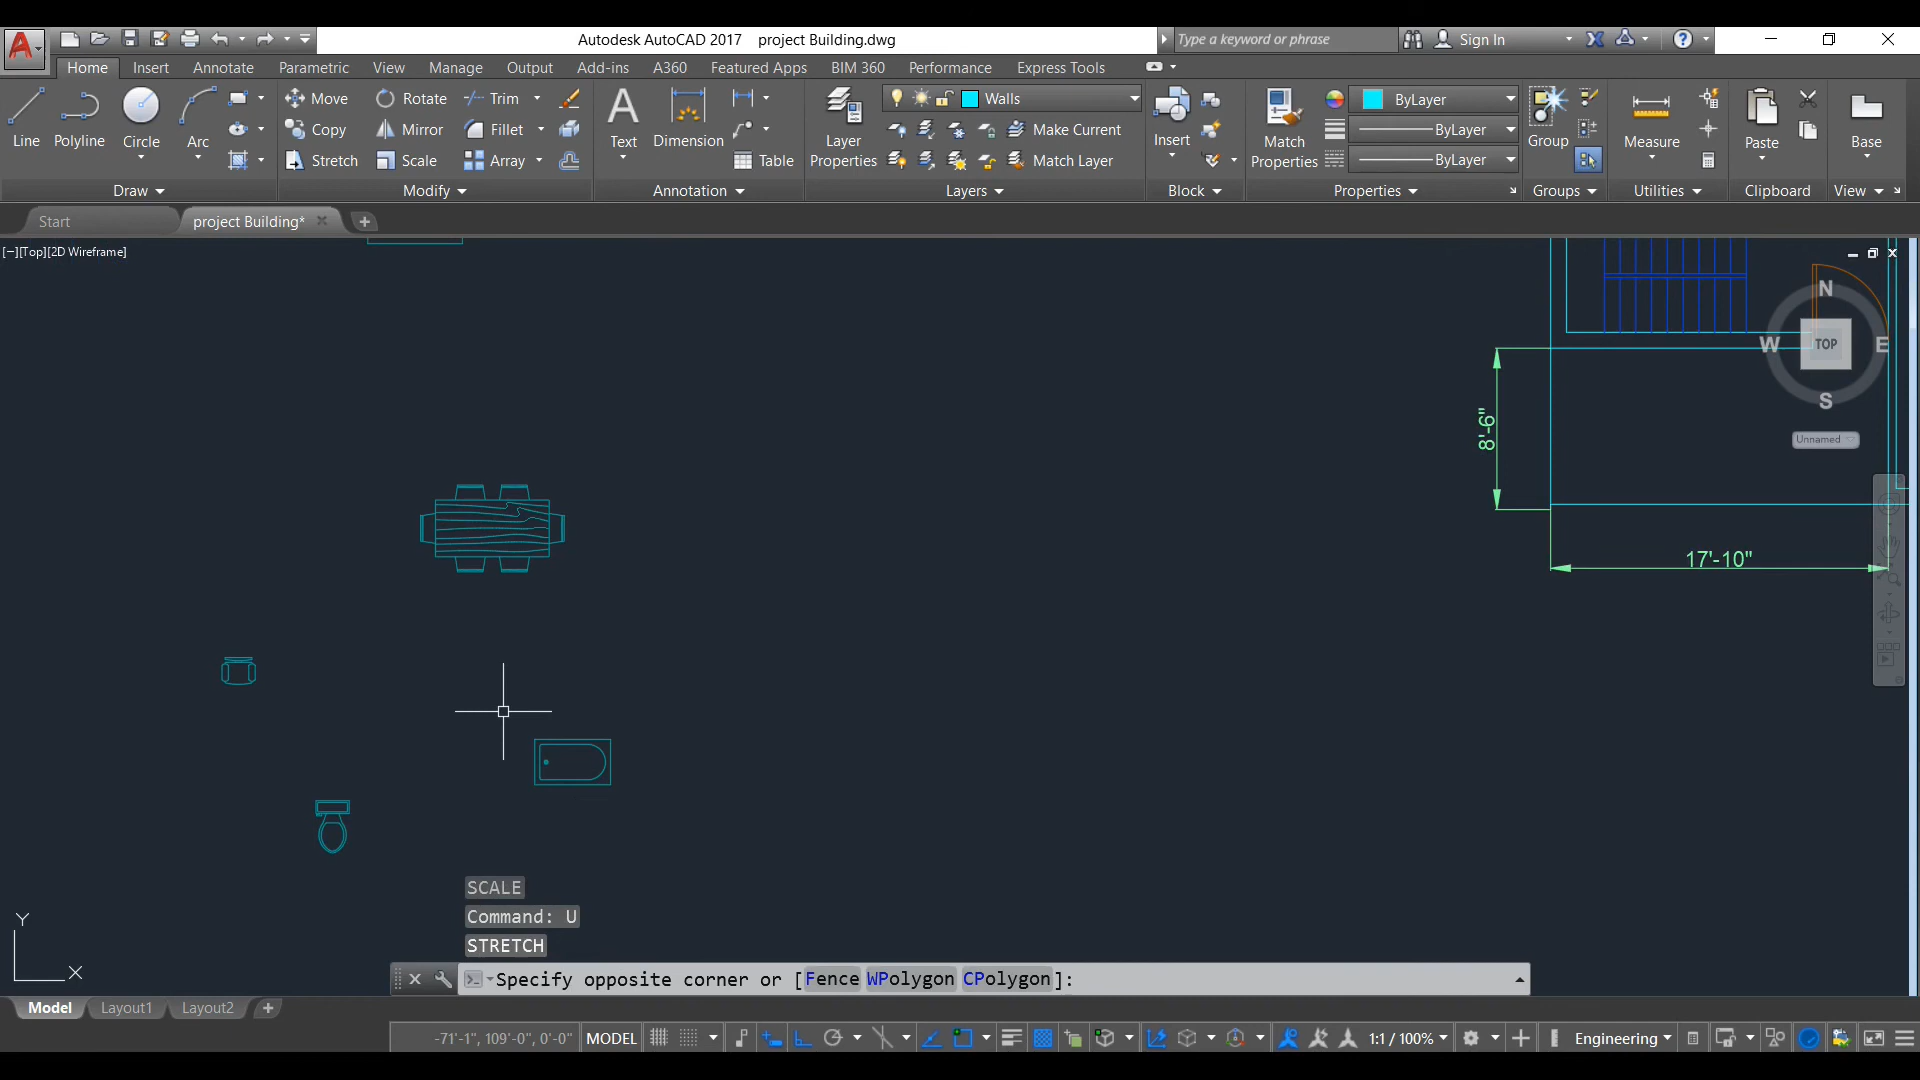 Autodesk AutoCAD 2017 project Building.dwg
Type a keyword or phrase
Sign In
Home Insert Annotate Parametric View Manage Output Add-ins A360 Featured Apps BIM 360 Performance Express Tools
Line Polyline Circle Arc
Move Rotate Trim
Copy Mirror Fillet
Stretch Scale Array
Text Dimension Table
Layer Properties
Walls
Make Current
Match Layer
Insert
Match Properties
ByLayer
ByLayer
ByLayer
Group
Measure
Paste
Base
Draw Modify Annotation Layers Block Properties Groups Utilities Clipboard View
Start project Building*
[−][Top][2D Wireframe]
N
W TOP E
S
Unnamed
8'-6"
17'-10"
SCALE
Command: U
STRETCH
Y
X
Specify opposite corner or [Fence WPolygon CPolygon]:
Model Layout1 Layout2
-71'-1", 109'-0", 0'-0" MODEL 1:1 / 100% Engineering